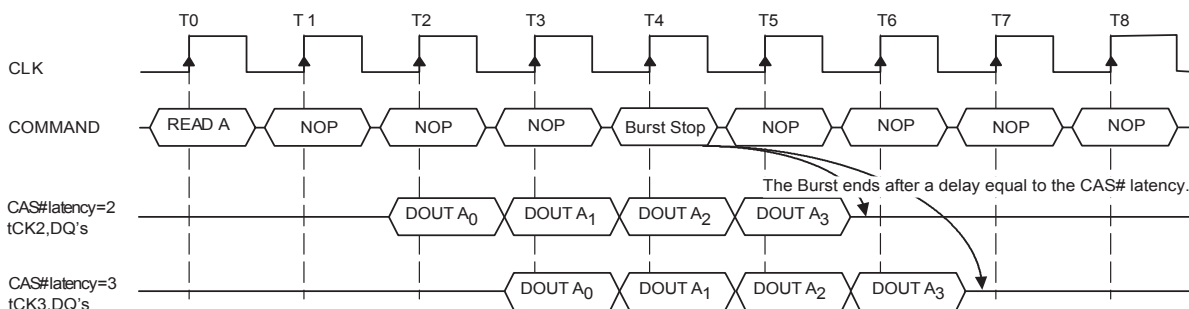 T0 T1 T2 T3 T4 T5 T6 T7 T8
CLK
COMMAND READ A NOP NOP NOP Burst Stop NOP NOP NOP NOP
The Burst ends after a delay equal to the CAS# latency.
CAS# latency=2
tCK2, DQ's
DOUT A0 DOUT A1 DOUT A2 DOUT A3
CAS# latency=3
tCK3, DQ's
DOUT A0 DOUT A1 DOUT A2 DOUT A3